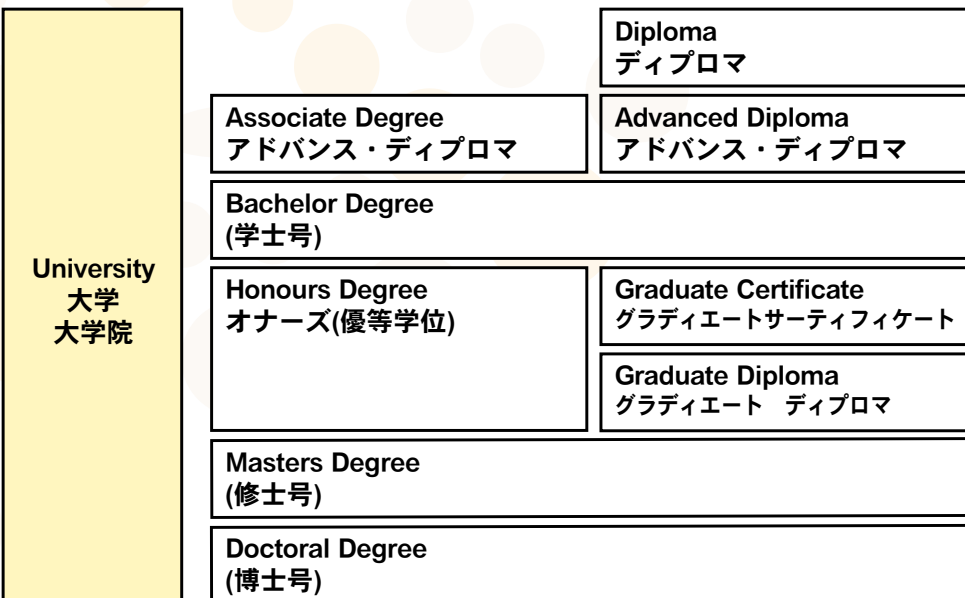 University
大学
大学院
Diploma
ディプロマ
Associate Degree
アドバンス・ディプロマ
Advanced Diploma
アドバンス・ディプロマ
Bachelor Degree
(学士号)
Honours Degree
オナーズ(優等学位)
Graduate Certificate
グラディエートサーティフィケート
Graduate Diploma
グラディエート　ディプロマ
Masters Degree
(修士号)
Doctoral Degree
(博士号)